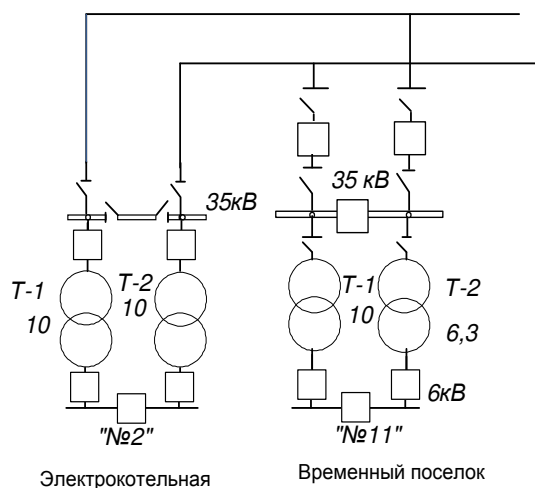 35кВ
35 кВ
Т-1
10
Т-2
10
Т-1
10
Т-2
6,3
6кВ
"№2"
"№11"
Электрокотельная
Временный поселок